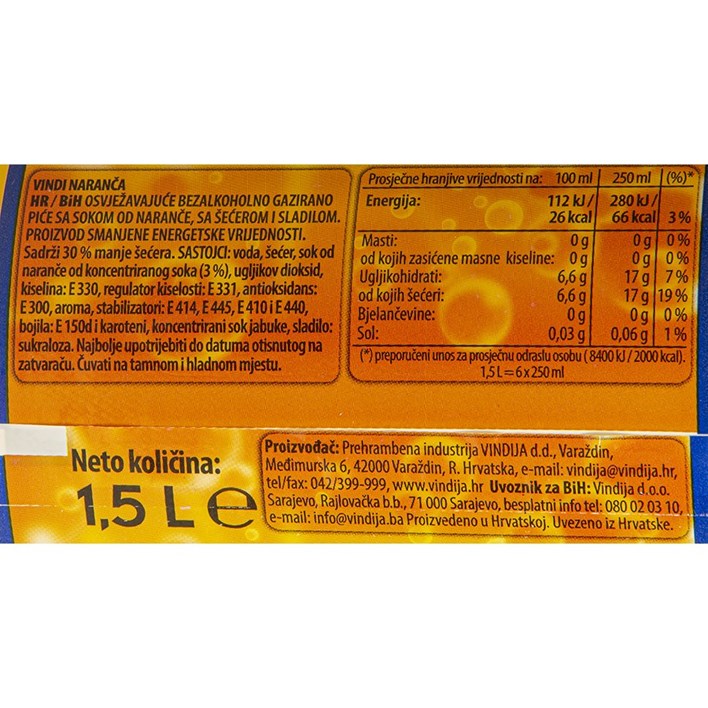 VINDI NARANČA
HR / BiH OSVJEŽAVAJUĆE BEZALKOHOLNO GAZIRANO
PIĆE SA SOKOM OD NARANČE, SA ŠEĆEROM I SLADILOM.
PROIZVOD SMANJENE ENERGETSKE VRIJEDNOSTI.
Sadrži 30 % manje šećera. SASTOJCI: voda, šećer, sok od
naranče od koncentriranog soka (3 %), ugljikov dioksid,
kiselina: E 330, regulator kiselosti: E 331, antioksidans:
E 300, aroma, stabilizatori: E 414, E 445, E 410 i E 440,
bojila: E 150d i karoteni, koncentrirani sok jabuke, sladilo:
sukraloza. Najbolje upotrijebiti do datuma otisnutog na
zatvaraču. Čuvati na tamnom i hladnom mjestu.
Prosječne hranjive vrijednosti na: 100 ml 250 ml (%)*
Energija: 112 kJ / 280 kJ /
26 kcal 66 kcal 3 %
Masti: 0 g 0 g 0 %
od kojih zasićene masne kiseline: 0 g 0 g 0 %
Ugljikohidrati: 6,6 g 17 g 7 %
od kojih šećeri: 6,6 g 17 g 19 %
Bjelančevine: 0 g 0 g 0 %
Sol: 0,03 g 0,06 g 1 %
(*) preporučeni unos za prosječnu odraslu osobu ( 8400 kJ / 2000 kcal).
1,5 L = 6 x 250 ml
Neto količina:
1,5 L e
Proizvođač: Prehrambena industrija VINDIJA d.d., Varaždin,
Međimurska 6, 42000 Varaždin, R. Hrvatska, e-mail: vindija@vindija.hr,
tel/fax: 042/399-999, www.vindija.hr Uvoznik za BiH: Vindija d.o.o.
Sarajevo, Rajlovačka b.b., 71 000 Sarajevo, besplatni info tel: 080 02 03 10,
e-mail: info@vindija.ba Proizvedeno u Hrvatskoj. Uvezeno iz Hrvatske.